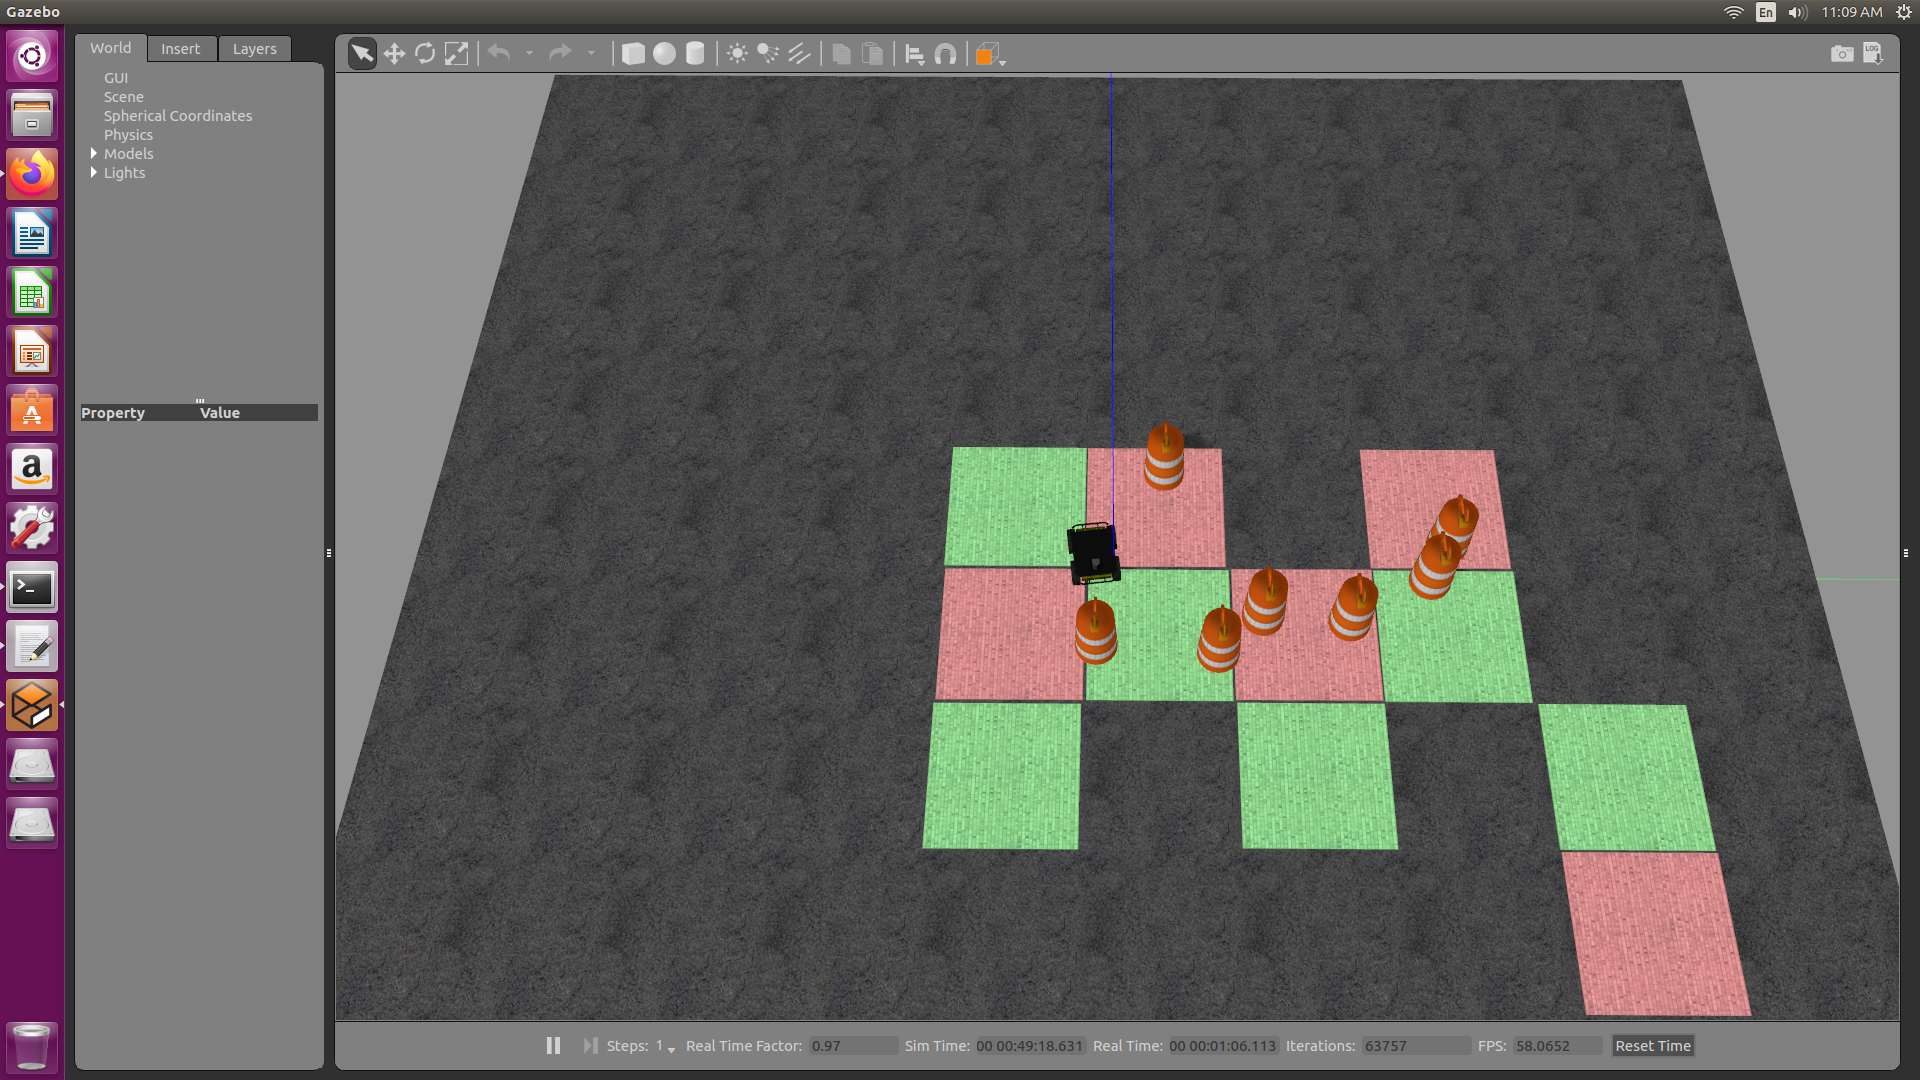 Gazebo
En
11:09 AM
World
Insert
Layers
LOG
GUI
Scene
Spherical Coordinates
Physics
Models
Lights
Property Value
Steps: 1 Real Time Factor: 0.97 Sim Time: 00 00:49:18.631 Real Time: 00 00:01:06.113 Iterations: 63757 FPS: 58.0652 Reset Time